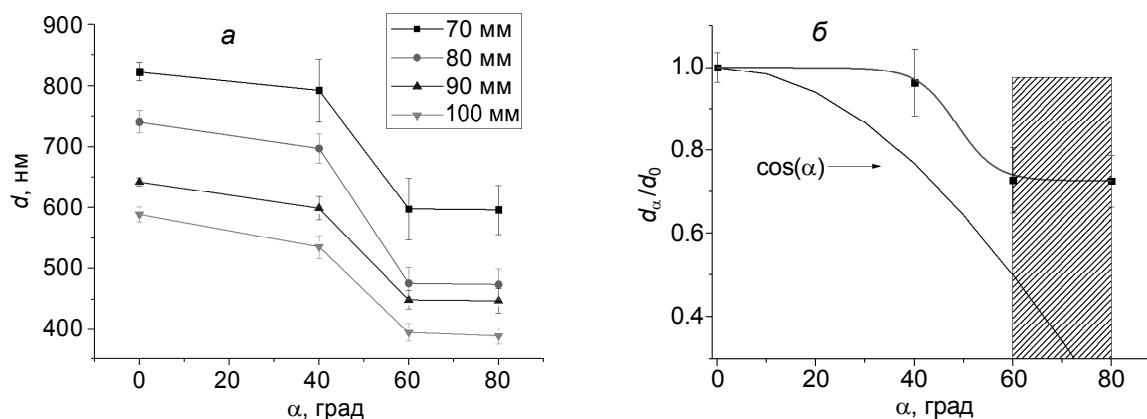 а
70 мм
80 мм
90 мм
100 мм
900
800
700
600
500
400
d, нм
0 20 40 60 80
α, град
б
1.0
0.8
0.6
0.4
dα/d0
cos(α)
0 20 40 60 80
α, град